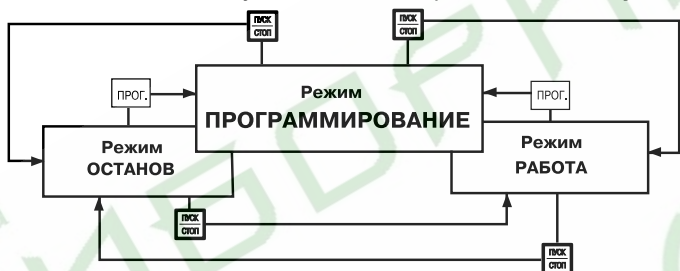 ПУСК
СТОП
ПУСК
СТОП
Режим
ПРОГРАММИРОВАНИЕ
ПРОГ.
ПРОГ.
Режим
ОСТАНОВ
Режим
РАБОТА
ПУСК
СТОП
ПУСК
СТОП